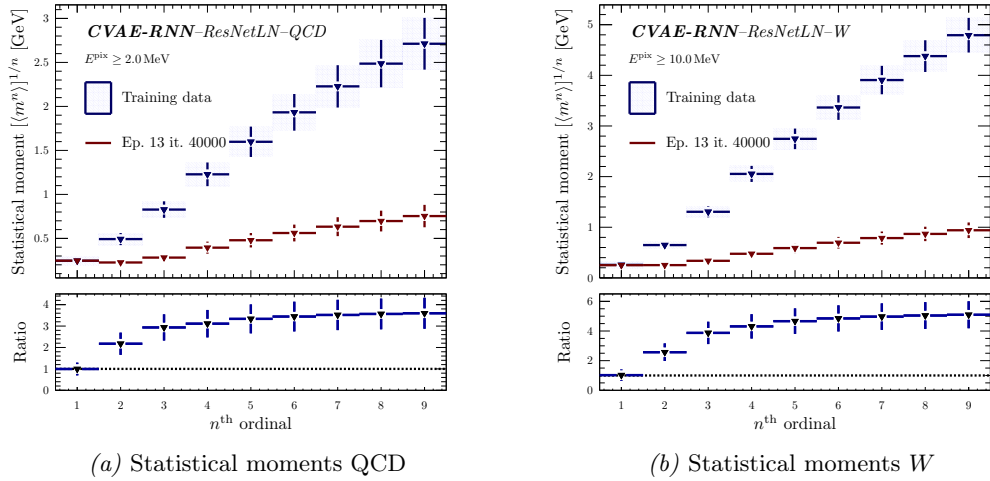 CVAE-RNN–ResNetLN–QCD
E^pix ≥ 2.0 MeV
Training data
Ep. 13 it. 40000
Statistical moment [⟨m^n⟩]^1/n [GeV]
3
2.5
2
1.5
1
0.5
Ratio
4
3
2
1
0
1 2 3 4 5 6 7 8 9
n^th ordinal
(a) Statistical moments QCD
CVAE-RNN–ResNetLN–W
E^pix ≥ 10.0 MeV
Training data
Ep. 13 it. 40000
Statistical moment [⟨m^n⟩]^1/n [GeV]
5
4
3
2
1
0
Ratio
6
4
2
0
1 2 3 4 5 6 7 8 9
n^th ordinal
(b) Statistical moments W